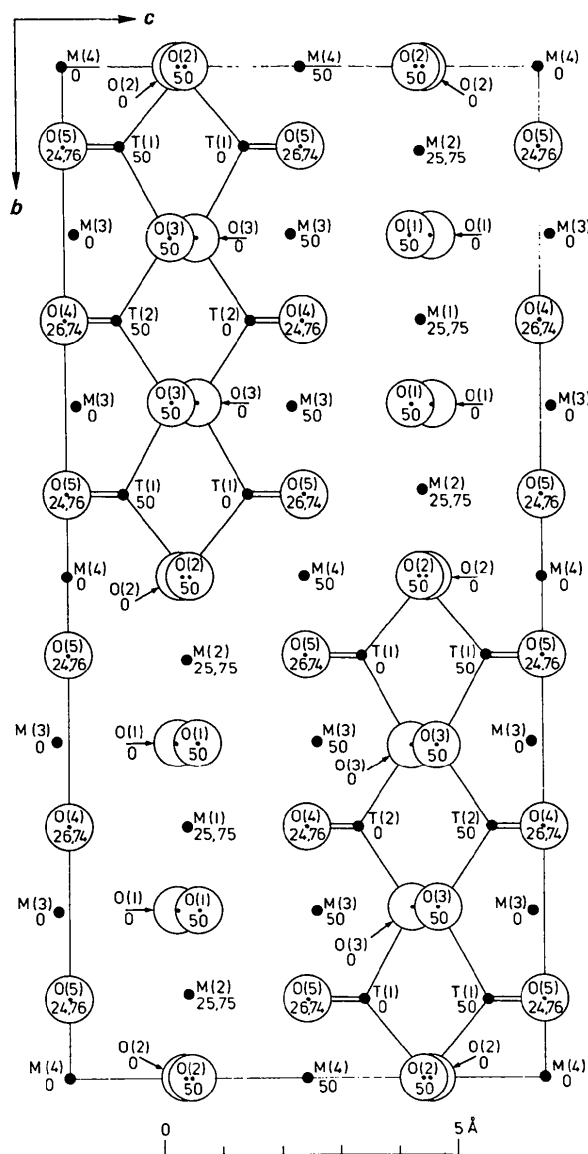 c
M(4) O(2) M(4) O(2) M(4)
0 50 50 50 0
O(2) O(2)
0 0
O(5) T(1) T(1) O(5) M(2) O(5)
24,76 50 0 26,74 25,75 24,76
b
M(3) O(3) O(3) M(3) O(1) O(1) M(3)
0 50 0 50 50 0 0
O(4) T(2) T(2) O(4) M(1) O(4)
26,74 50 0 24,76 25,75 26,74
M(3) O(3) O(3) M(3) O(1) O(1) M(3)
0 50 0 50 50 0 0
O(5) T(1) T(1) O(5) M(2) O(5)
24,76 50 0 26,74 25,75 24,76
M(4) O(2) M(4) O(2) O(2) M(4)
0 50 50 50 0 0
O(2)
0
O(5) M(2) O(5) T(1) T(1) O(5)
24,76 25,75 26,74 0 50 24,76
M(3) O(1) O(1) M(3) O(3) M(3)
0 0 50 50 50 0
O(3)
0
O(4) M(1) O(4) T(2) T(2) O(4)
26,74 25,75 24,76 0 50 26,74
M(3) O(1) O(1) M(3) O(3) M(3)
0 0 50 50 50 0
O(3)
0
O(5) M(2) O(5) T(1) T(1) O(5)
24,76 25,75 26,74 0 50 24,76
O(2) O(2)
0 0
M(4) O(2) M(4) O(2) M(4)
0 50 50 50 0
0 5 Å